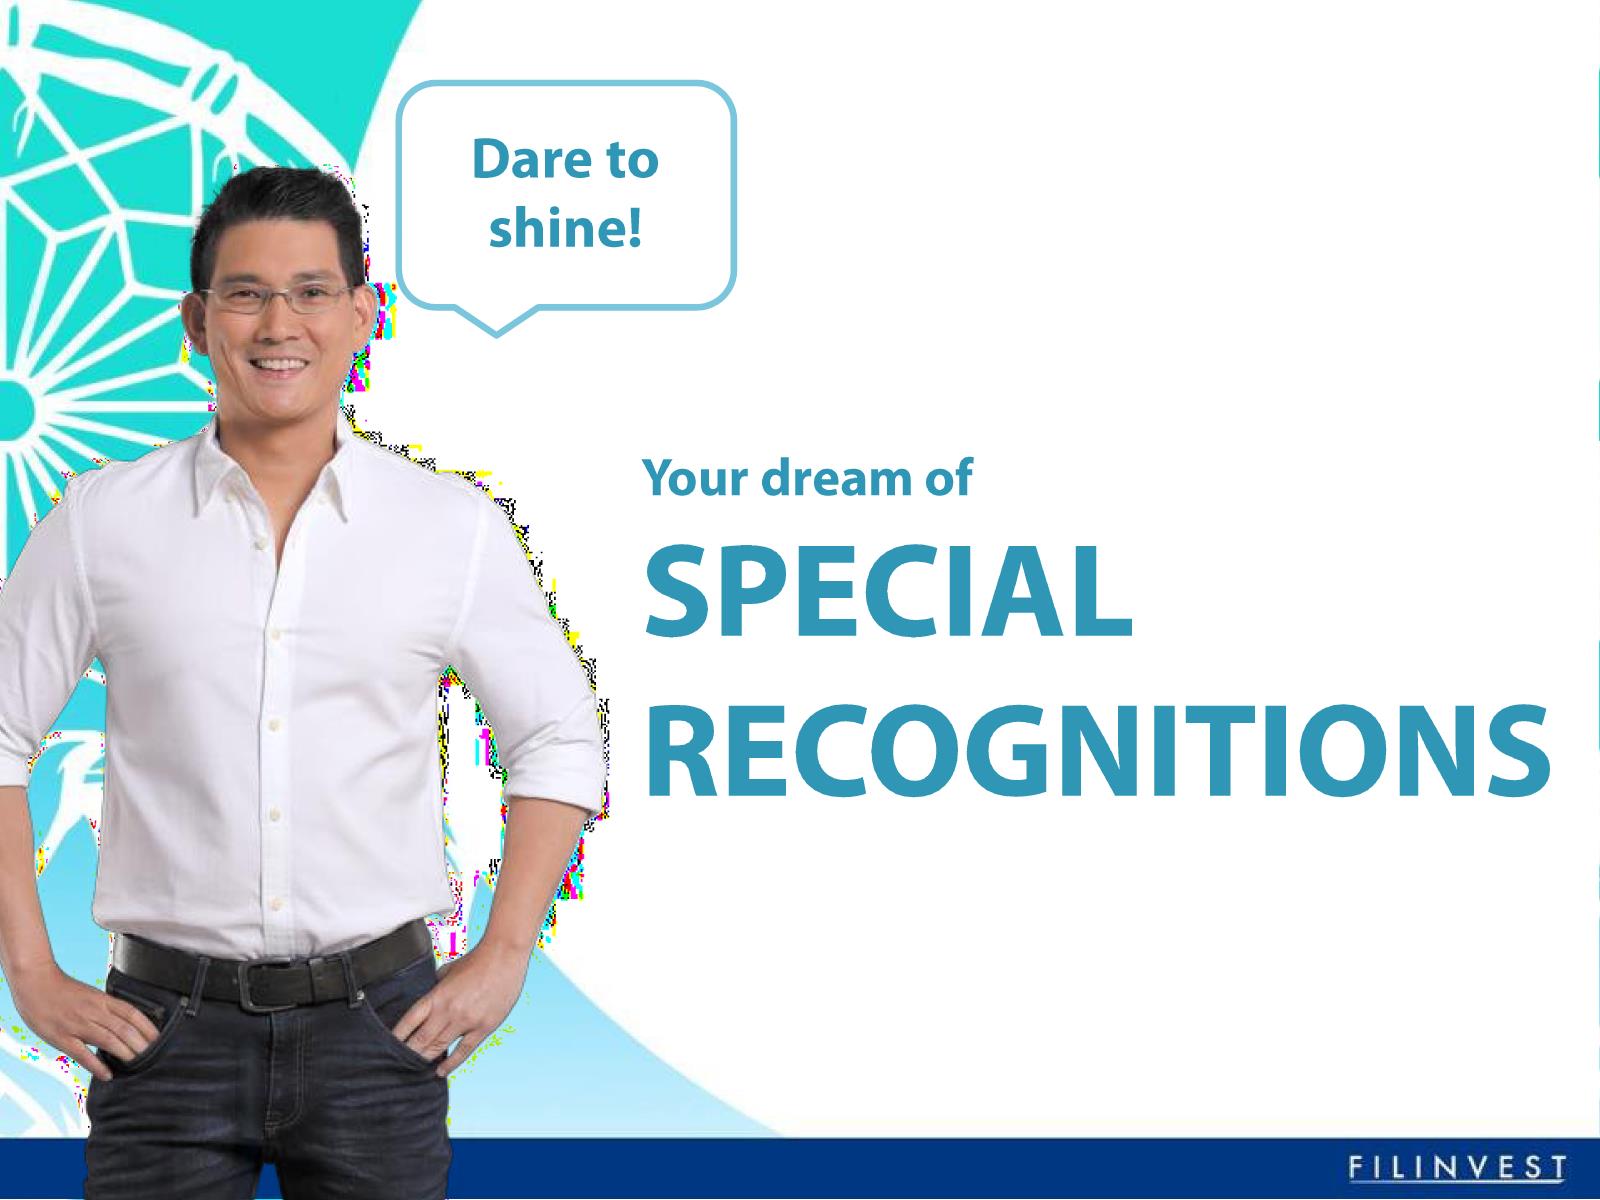 Dare to
shine!
Your dream of
SPECIAL
RECOGNITIONS
FILINVEST